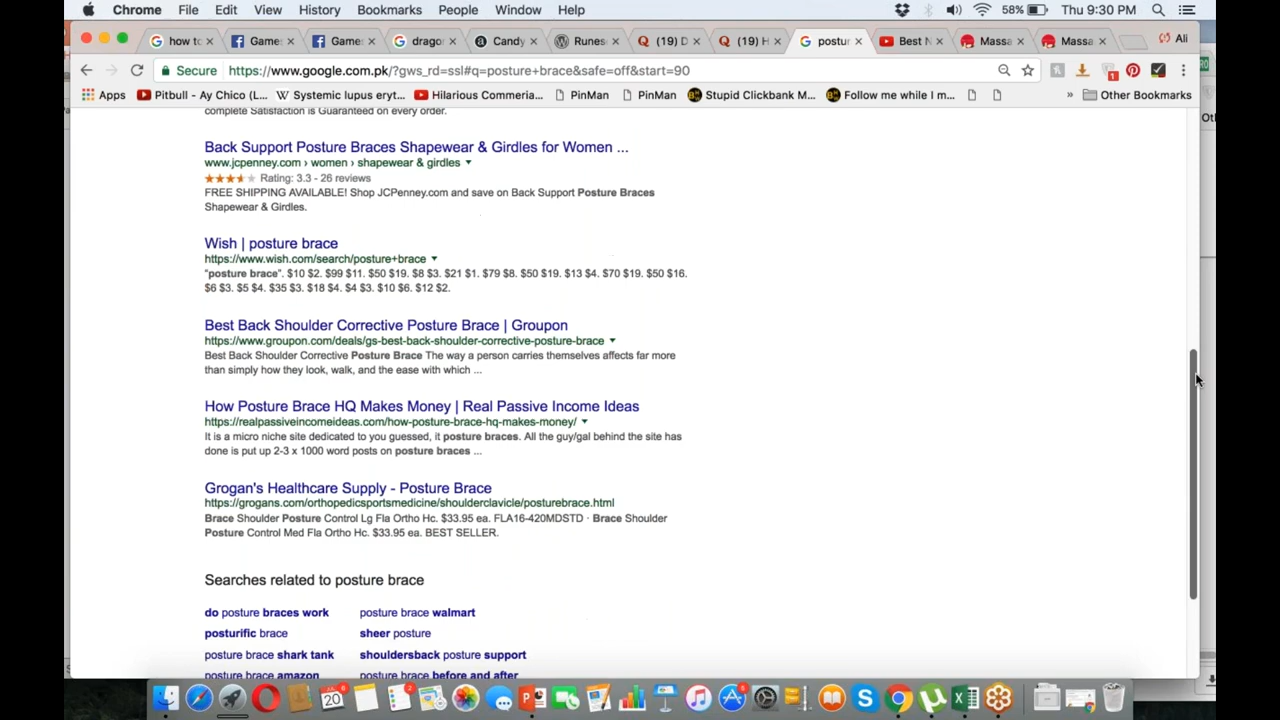 Chrome File Edit View History Bookmarks People Window Help 58% Thu 9:30 PM
how to Game: Game: drago Candy Runes (19) D (19) H postur Best N Massa Massa Ali
Secure https://www.google.com.pk/?gws_rd=ssl#q=posture+brace&safe=off&start=90
Apps Pitbull - Ay Chico (L... Systemic lupus eryt... Hilarious Commria... PinMan PinMan Stupid Clickbank M... Follow me while I m... » Other Bookmarks
complete Satisfaction is Guaranteed on every order.
Back Support Posture Braces Shapewear & Girdles for Women ...
www.jcpenney.com › women › shapewear & girdles
Rating: 3.3 - 26 reviews
FREE SHIPPING AVAILABLE! Shop JCPenney.com and save on Back Support Posture Braces
Shapewear & Girdles.
Wish | posture brace
https://www.wish.com/search/posture+brace
"posture brace". $10 $2. $99 $11. $50 $19. $8 $3. $21 $1. $79 $8. $50 $19. $13 $4. $70 $19. $50 $16.
$6 $3. $5 $4. $35 $3. $18 $4. $4 $3. $10 $6. $12 $2.
Best Back Shoulder Corrective Posture Brace | Groupon
https://www.groupon.com/deals/gs-best-back-shoulder-corrective-posture-brace
Best Back Shoulder Corrective Posture Brace The way a person carries themselves affects far more
than simply how they look, walk, and the ease with which ...
How Posture Brace HQ Makes Money | Real Passive Income Ideas
https://realpassiveincomeideas.com/how-posture-brace-hq-makes-money/
It is a micro niche site dedicated to you guessed, it posture braces. All the guy/gal behind the site has
done is put up 2-3 x 1000 word posts on posture braces ...
Grogan's Healthcare Supply - Posture Brace
https://grogans.com/orthopedicsportsmedicine/shoulderclavicle/posturebrace.html
Brace Shoulder Posture Control Lg Fla Ortho Hc. $33.95 ea. FLA16-420MDSTD · Brace Shoulder
Posture Control Med Fla Ortho Hc. $33.95 ea. BEST SELLER.
Searches related to posture brace
do posture braces work posture brace walmart
posturific brace sheer posture
posture brace shark tank shouldersback posture support
posture brace amazon posture brace before and after
20